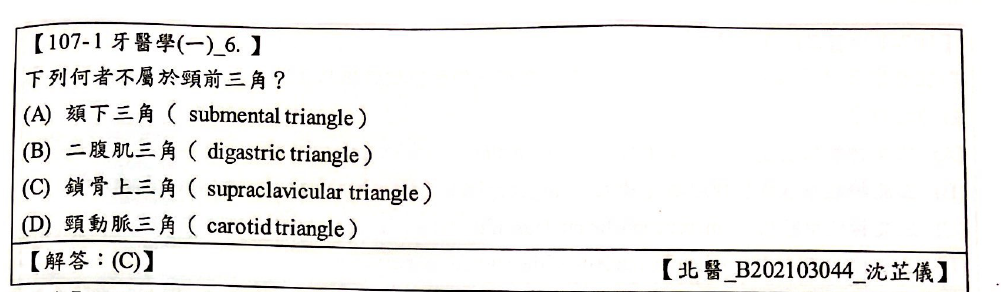 【107-1 牙醫學(一)_6. 】
下列何者不屬於頸前三角？
(A) 頦下三角（ submental triangle）
(B) 二腹肌三角（ digastric triangle）
(C) 鎖骨上三角（ supraclavicular triangle）
(D) 頸動脈三角（ carotid triangle）
【解答：(C)】
【北醫_B202103044_沈芷儀】